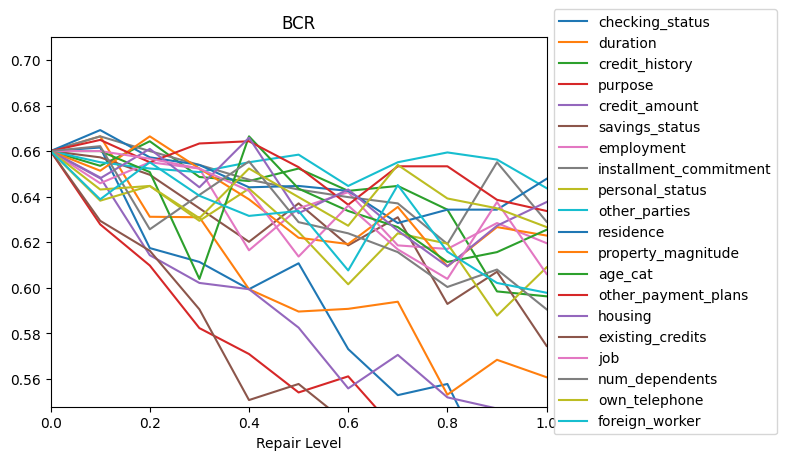 BCR
0.70
0.68
0.66
0.64
0.62
0.60
0.58
0.56
0.0
0.2
0.4
0.6
0.8
1.0
Repair Level
checking_status
duration
credit_history
purpose
credit_amount
savings_status
employment
installment_commitment
personal_status
other_parties
residence
property_magnitude
age_cat
other_payment_plans
housing
existing_credits
job
num_dependents
own_telephone
foreign_worker